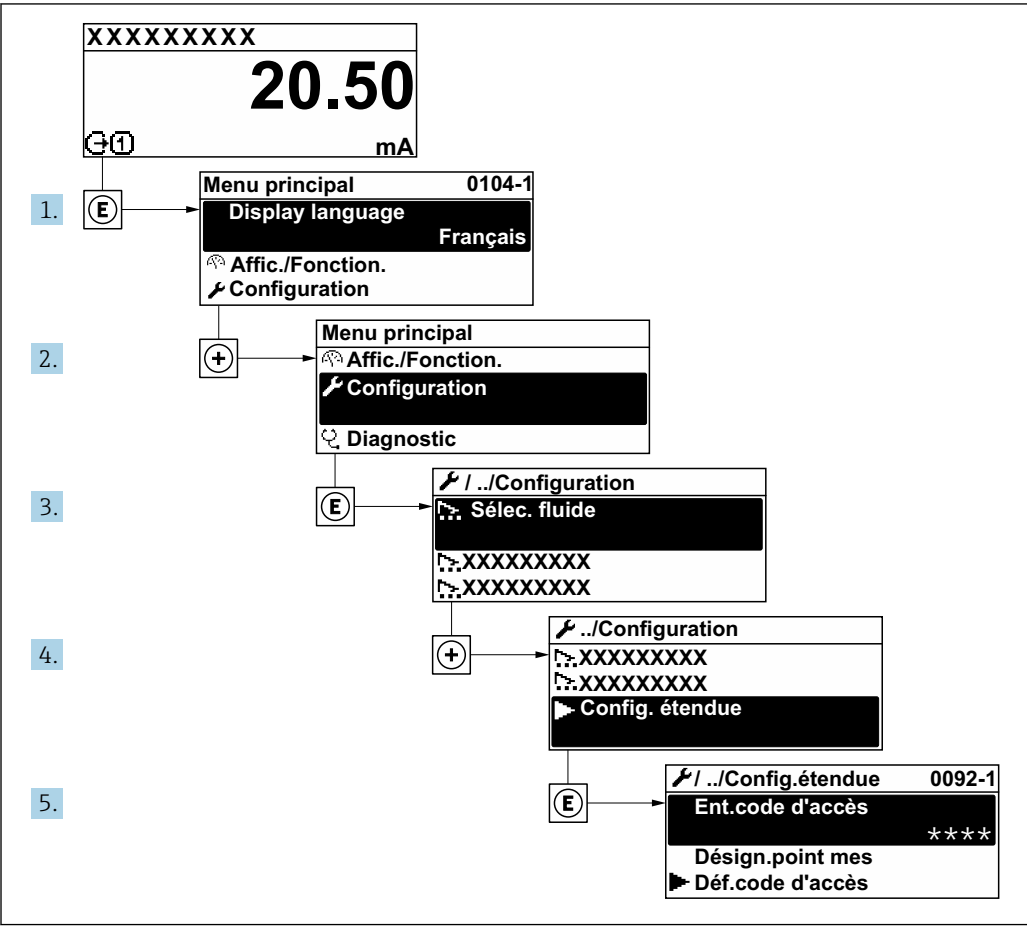 XXXXXXXXX
20.50
1 mA
1.
E
Menu principal 0104-1
Display language
Français
Affic./Fonction.
Configuration
2.
+
Menu principal
Affic./Fonction.
Configuration
Diagnostic
3.
E
/ ../Configuration
Sélec. fluide
XXXXXXXXX
XXXXXXXXX
4.
+
../Configuration
XXXXXXXXX
XXXXXXXXX
Config. étendue
5.
E
/ ../Config.étendue 0092-1
Ent.code d'accès
****
Désign.point mes
Déf.code d'accès